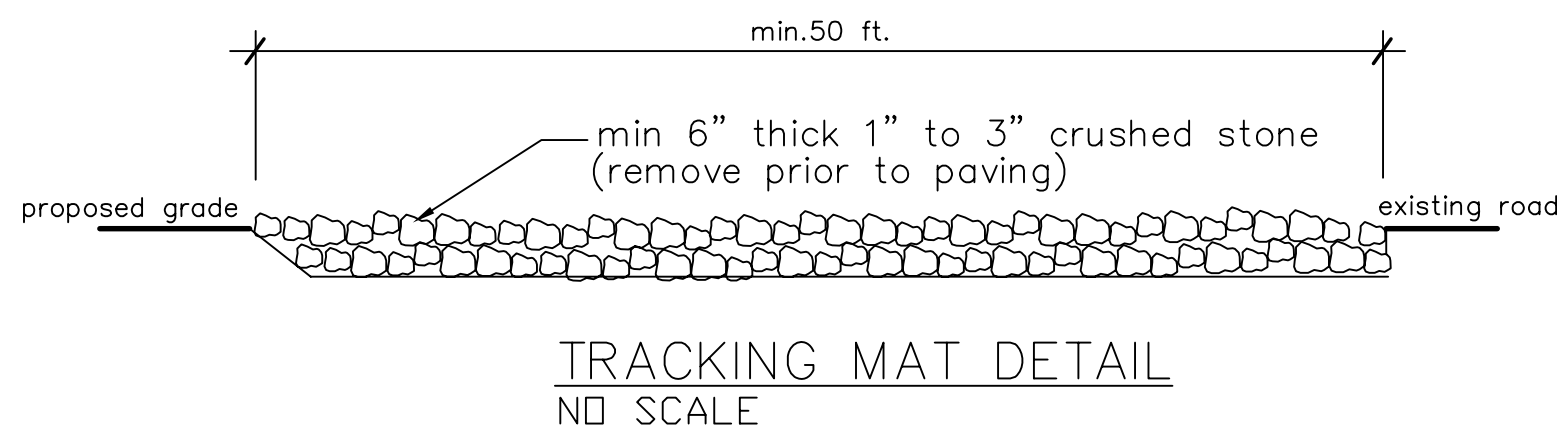 min.50 ft.
min 6" thick 1" to 3" crushed stone
(remove prior to paving)
proposed grade
existing road
TRACKING MAT DETAIL
NO SCALE